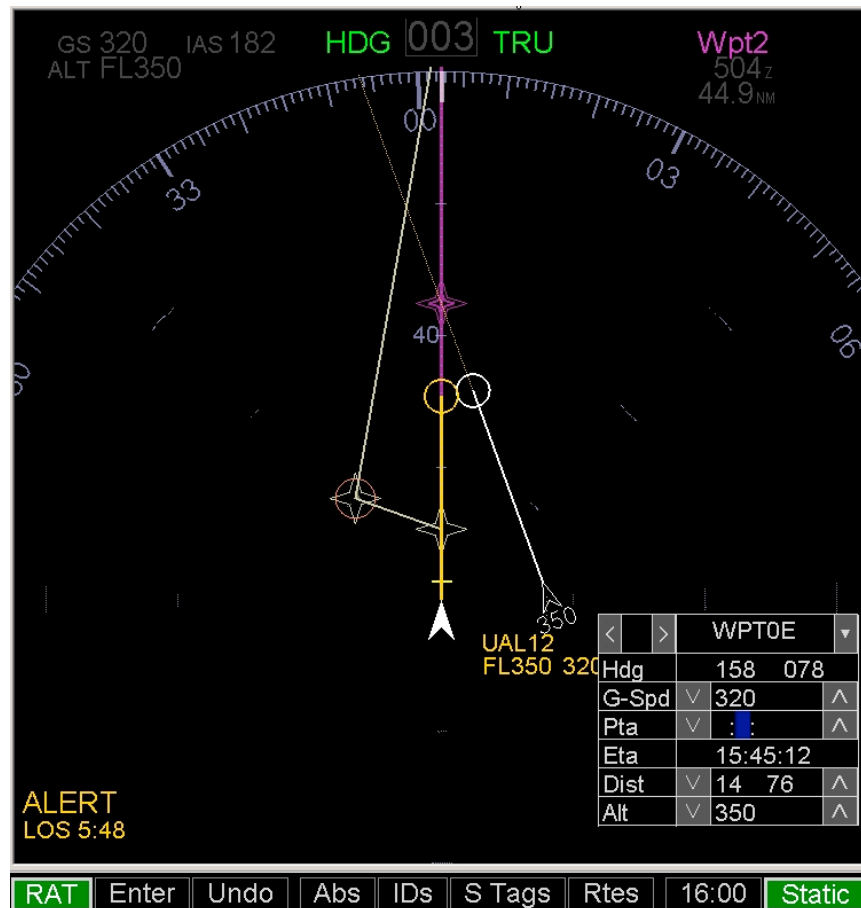 GS 320 IAS 182 HDG 003 TRU Wpt2
ALT FL350 504Z
44.9NM
00
33
03
40
06
350
UAL12
FL350 320
WPT0E
Hdg 158 078
G-Spd 320
Pta : :
Eta 15:45:12
Dist 14 76
Alt 350
ALERT
LOS 5:48
RAT Enter Undo Abs IDs S Tags Rtes 16:00 Static